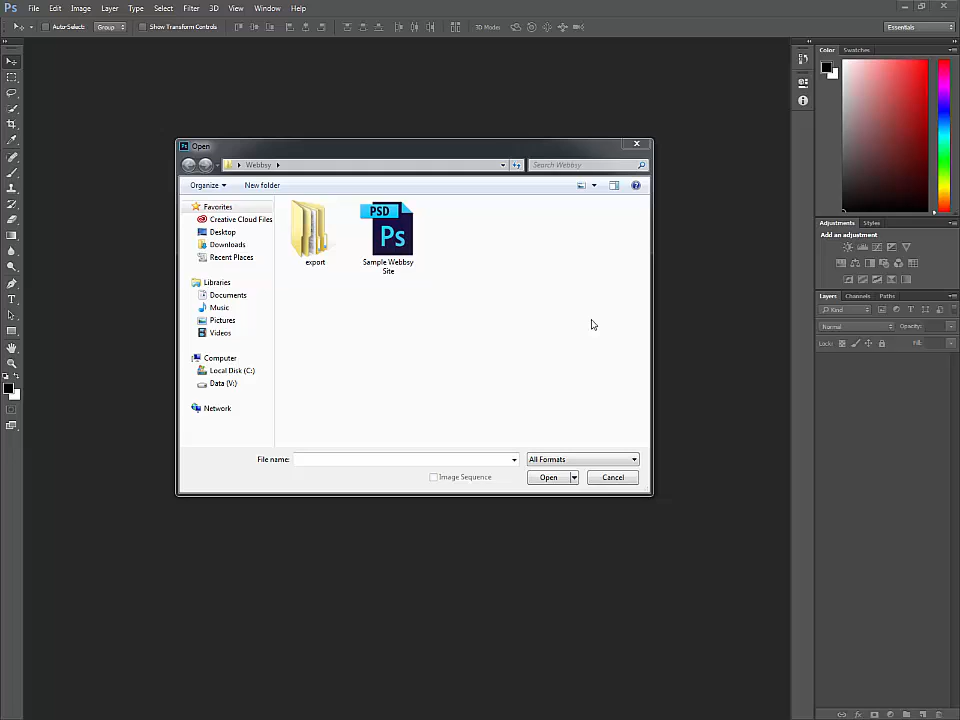 Ps File Edit Image Layer Type Select Filter 3D View Window Help
Auto-Select: Group Show Transform Controls 3D Mode: Essentials
Color Swatches
Open
Webbsy Search Webbsy
Organize New folder
Favorites
Creative Cloud Files
Desktop
Downloads
Recent Places
Libraries
Documents
Music
Pictures
Videos
Computer
Local Disk (C:)
Data (V:)
Network
export
PSD
Ps
Sample Webbsy
Site
File name: All Formats
Image Sequence Open Cancel
Adjustments Styles
Add an adjustment
Layers Channels Paths
Kind
Normal Opacity:
Lock: Fill: